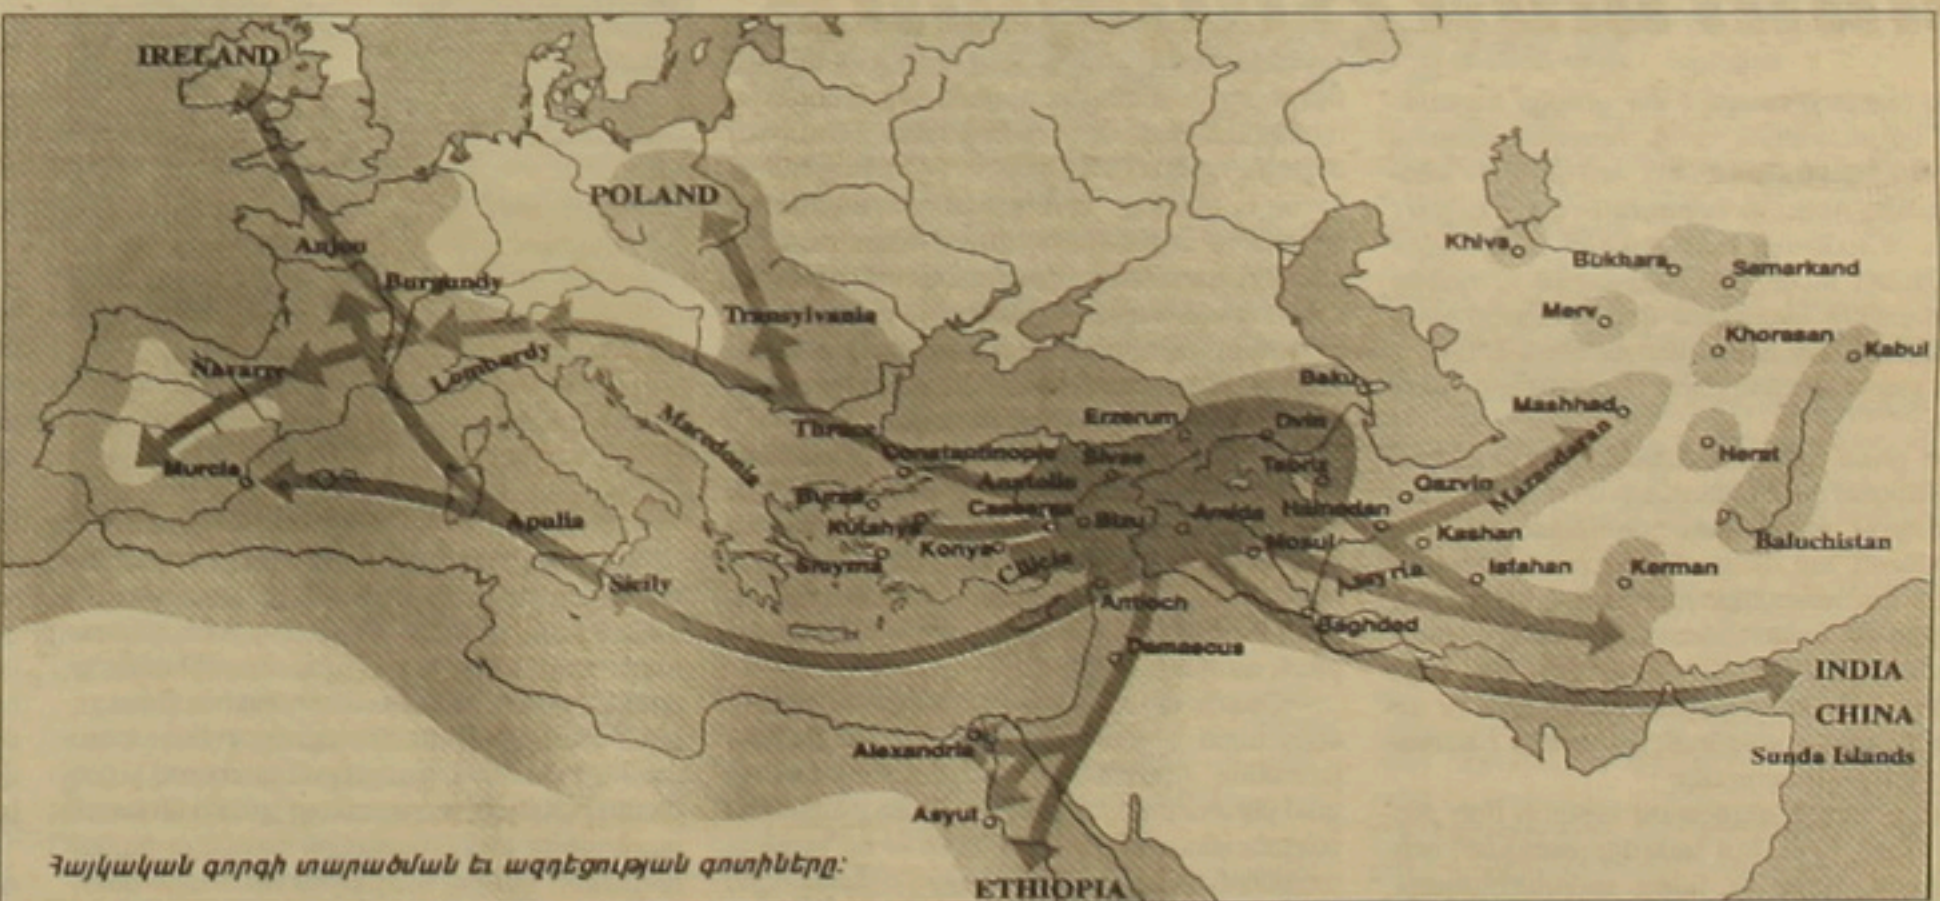 IRELAND
POLAND
Anjou
Burgundy
Khiva
Bukhara
Samarkand
Transylvania
Merv
Khorasan
Kabul
Navarre
Lombardy
Baku
Mashhad
Macedonia
Thrace
Erzerum
Dvin
Herat
Murcia
Constantinople
Sivas
Tabriz
Mazandaran
Anatolia
Qazvin
Bursa
Caesarea
Bizu
Amida
Hamadan
Apulia
Kutahya
Konya
Mosul
Kashan
Baluchistan
Smyrna
Cilicia
Assyria
Isfahan
Kerman
Sicily
Antioch
Baghdad
Damascus
INDIA
CHINA
Alexandria
Sunda Islands
Asyut
Հայկական գորգի տարածման եւ ազդեցության գոտիները:
ETHIOPIA